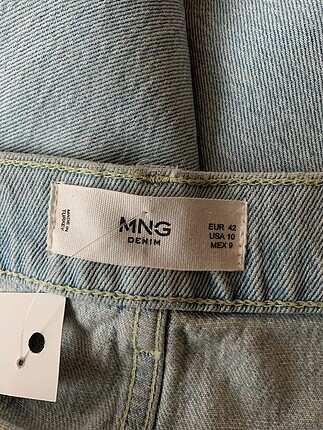 MADE IN
TURKEY
MNG
DENIM
EUR 42
USA 10
MEX 9